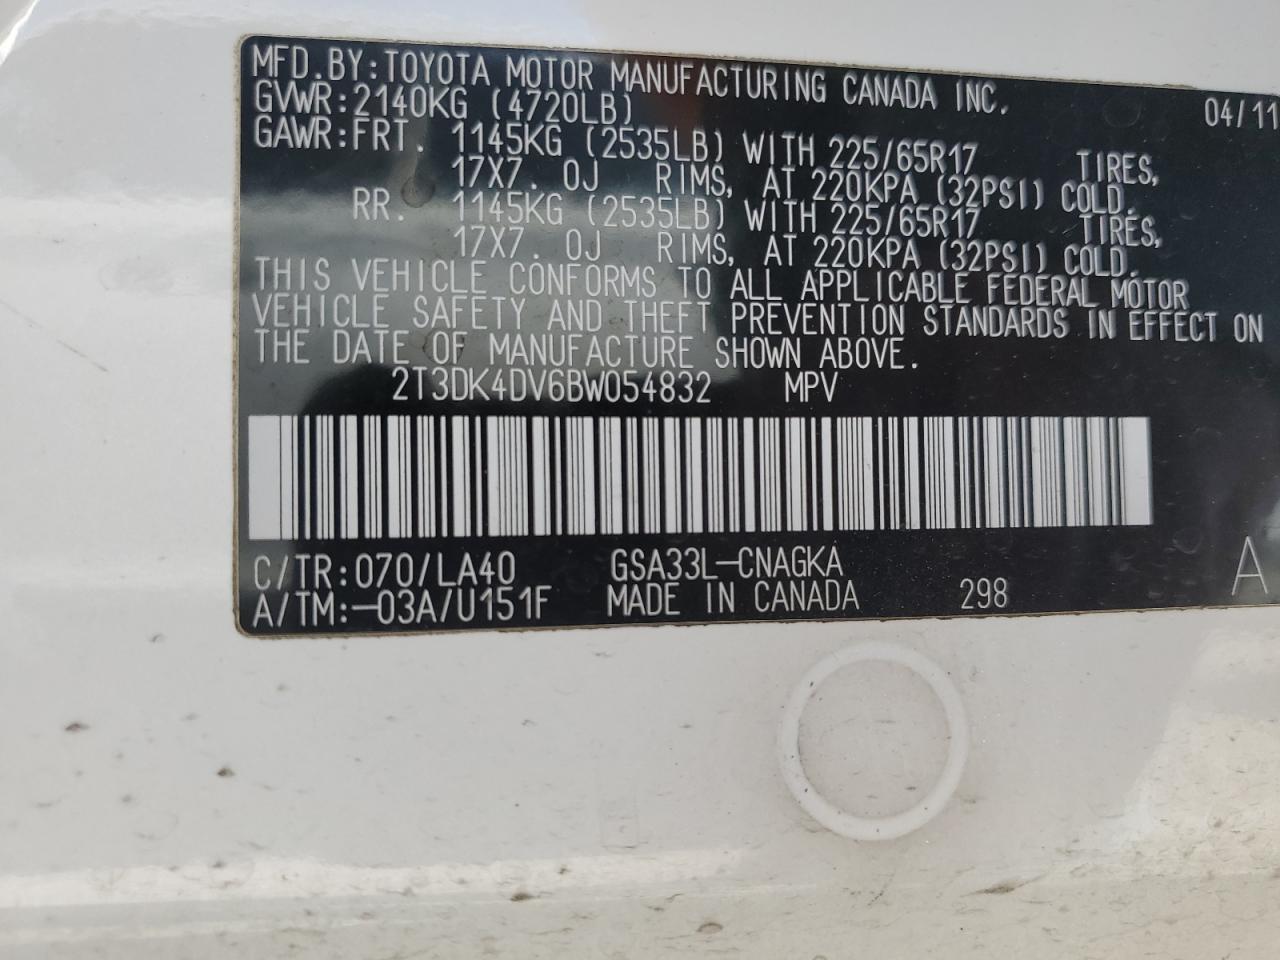 MFD.BY:TOYOTA MOTOR MANUFACTURING CANADA INC. 04/11
GVWR:2140KG (4720LB)
GAWR:FRT. 1145KG (2535LB) WITH 225/65R17 TIRES,
17X7.0J RIMS, AT 220KPA (32PSI) COLD.
RR. 1145KG (2535LB) WITH 225/65R17 TIRES,
17X7.0J RIMS, AT 220KPA (32PSI) COLD.
THIS VEHICLE CONFORMS TO ALL APPLICABLE FEDERAL MOTOR
VEHICLE SAFETY AND THEFT PREVENTION STANDARDS IN EFFECT ON
THE DATE OF MANUFACTURE SHOWN ABOVE.
2T3DK4DV6BW054832 MPV
C/TR:070/LA40 GSA33L-CNAGKA
A/TM:-03A/U151F MADE IN CANADA 298 A